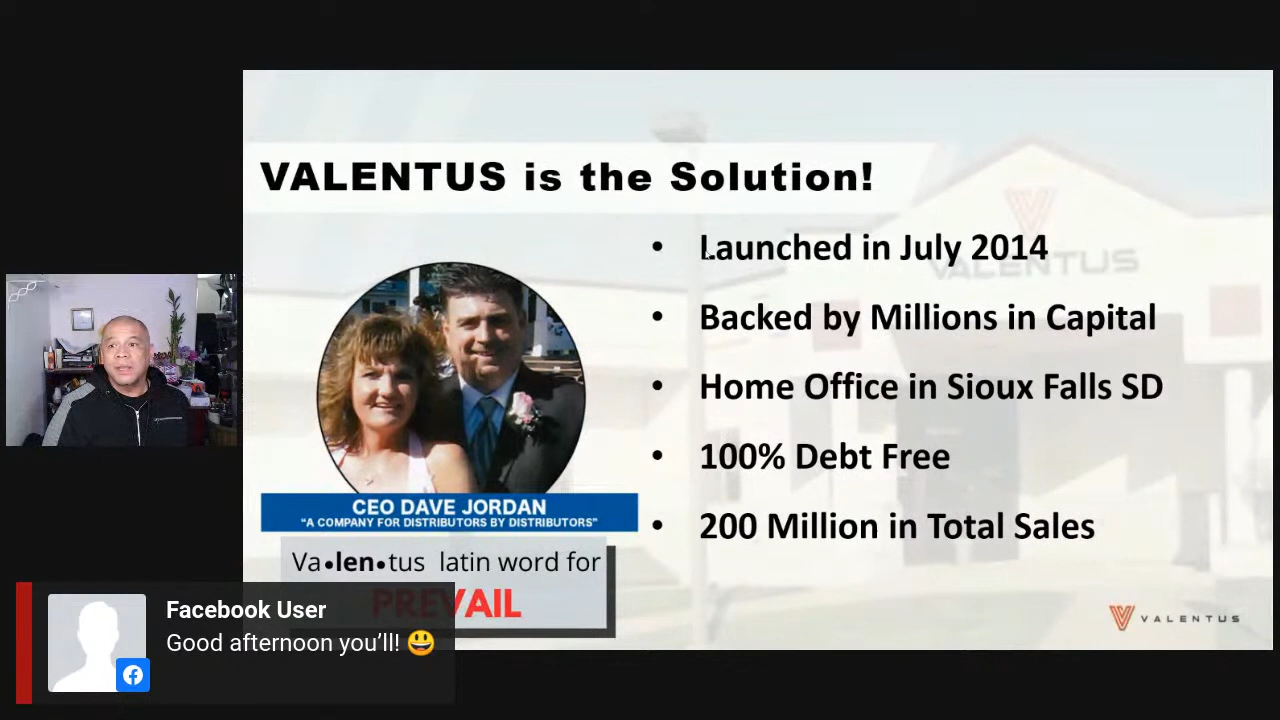 VALENTUS is the Solution!
• Launched in July 2014
• Backed by Millions in Capital
• Home Office in Sioux Falls SD
• 100% Debt Free
• 200 Million in Total Sales
VALENTUS
CEO DAVE JORDAN
“A COMPANY FOR DISTRIBUTORS BY DISTRIBUTORS”
Va•len•tus latin word for
PREVAIL
Facebook User
Good afternoon you’ll! 😃
VALENTUS